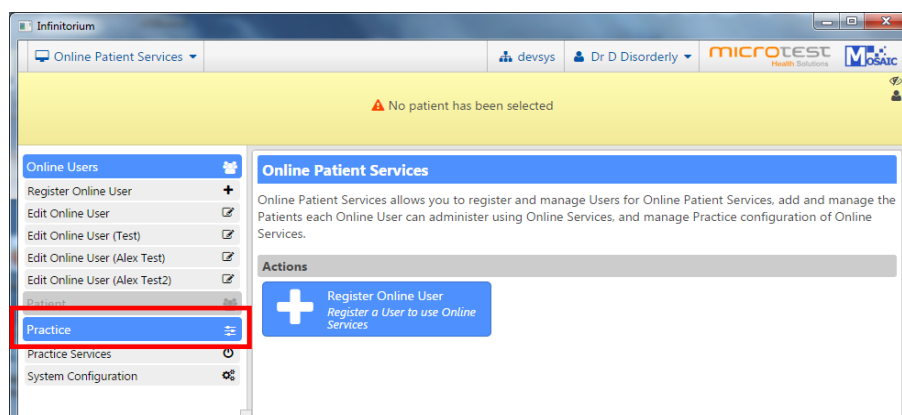 Infinitorium
Online Patient Services
devsys
Dr D Disorderly
microtest
Health Solutions
MOSAIC
No patient has been selected
Online Users
Register Online User
Edit Online User
Edit Online User (Test)
Edit Online User (Alex Test)
Edit Online User (Alex Test2)
Patient
Practice
Practice Services
System Configuration
Online Patient Services
Online Patient Services allows you to register and manage Users for Online Patient Services, add and manage the
Patients each Online User can administer using Online Services, and manage Practice configuration of Online
Services.
Actions
Register Online User
Register a User to use Online
Services